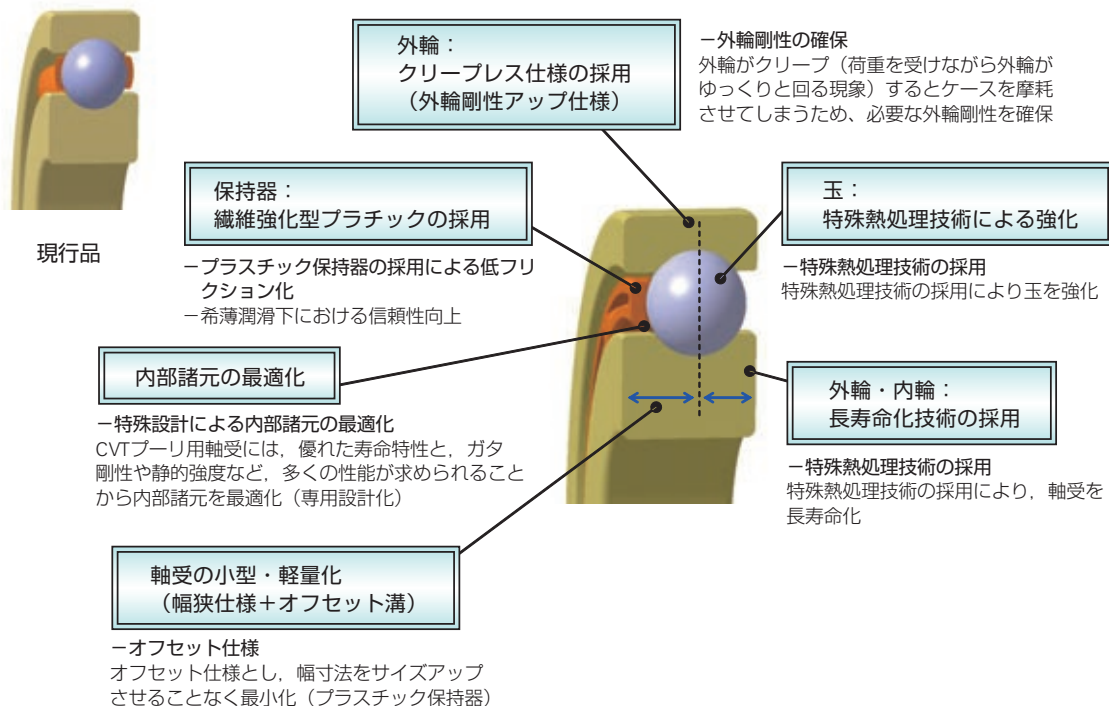 外輪：
クリープレス仕様の採用
（外輪剛性アップ仕様）
－外輪剛性の確保
外輪がクリープ（荷重を受けながら外輪が
ゆっくりと回る現象）するとケースを摩耗
させてしまうため、必要な外輪剛性を確保
現行品
保持器：
繊維強化型プラチックの採用
－プラスチック保持器の採用による低フリ
クション化
－希薄潤滑下における信頼性向上
玉：
特殊熱処理技術による強化
－特殊熱処理技術の採用
特殊熱処理技術の採用により玉を強化
内部諸元の最適化
－特殊設計による内部諸元の最適化
CVTプーリ用軸受には，優れた寿命特性と，ガタ
剛性や静的強度など，多くの性能が求められること
から内部諸元を最適化（専用設計化）
外輪・内輪：
長寿命化技術の採用
－特殊熱処理技術の採用
特殊熱処理技術の採用により，軸受を
長寿命化
軸受の小型・軽量化
（幅狭仕様＋オフセット溝）
－オフセット仕様
オフセット仕様とし，幅寸法をサイズアップ
させることなく最小化（プラスチック保持器）